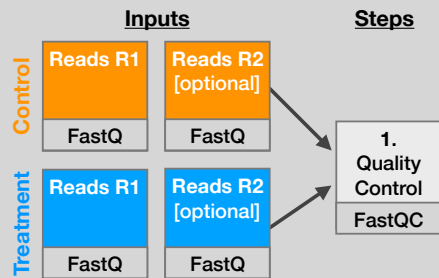 Inputs
Steps
Control
Reads R1
FastQ
Reads R2
[optional]
FastQ
Treatment
Reads R1
FastQ
Reads R2
[optional]
FastQ
1.
Quality
Control
FastQC